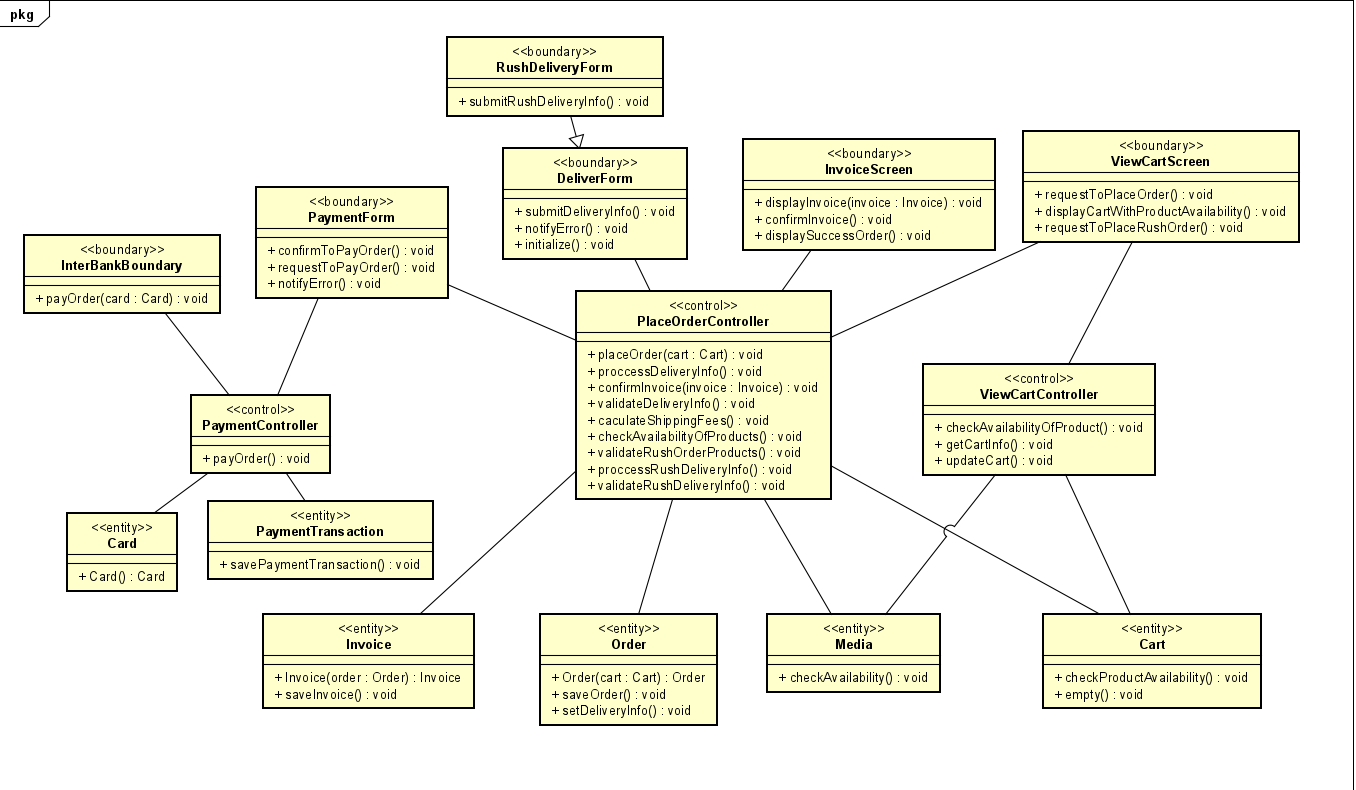 pkg
<<boundary>>
RushDeliveryForm
+ submitRushDeliveryInfo() : void
<<boundary>>
DeliverForm
+ submitDeliveryInfo() : void
+ notifyError() : void
+ initialize() : void
<<boundary>>
InvoiceScreen
+ displayInvoice(invoice : Invoice) : void
+ confirmInvoice() : void
+ displaySuccessOrder() : void
<<boundary>>
ViewCartScreen
+ requestToPlaceOrder() : void
+ displayCartWithProductAvailability() : void
+ requestToPlaceRushOrder() : void
<<boundary>>
PaymentForm
+ confirmToPayOrder() : void
+ requestToPayOrder() : void
+ notifyError() : void
<<boundary>>
InterBankBoundary
+ payOrder(card : Card) : void
<<control>>
PlaceOrderController
+ placeOrder(cart : Cart) : void
+ proccessDeliveryInfo() : void
+ confirmInvoice(invoice : Invoice) : void
+ validateDeliveryInfo() : void
+ caculateShippingFees() : void
+ checkAvailabilityOfProducts() : void
+ validateRushOrderProducts() : void
+ proccessRushDeliveryInfo() : void
+ validateRushDeliveryInfo() : void
<<control>>
ViewCartController
+ checkAvailabilityOfProduct() : void
+ getCartInfo() : void
+ updateCart() : void
<<control>>
PaymentController
+ payOrder() : void
<<entity>>
Card
+ Card() : Card
<<entity>>
PaymentTransaction
+ savePaymentTransaction() : void
<<entity>>
Invoice
+ Invoice(order : Order) : Invoice
+ saveInvoice() : void
<<entity>>
Order
+ Order(cart : Cart) : Order
+ saveOrder() : void
+ setDeliveryInfo() : void
<<entity>>
Media
+ checkAvailability() : void
<<entity>>
Cart
+ checkProductAvailability() : void
+ empty() : void